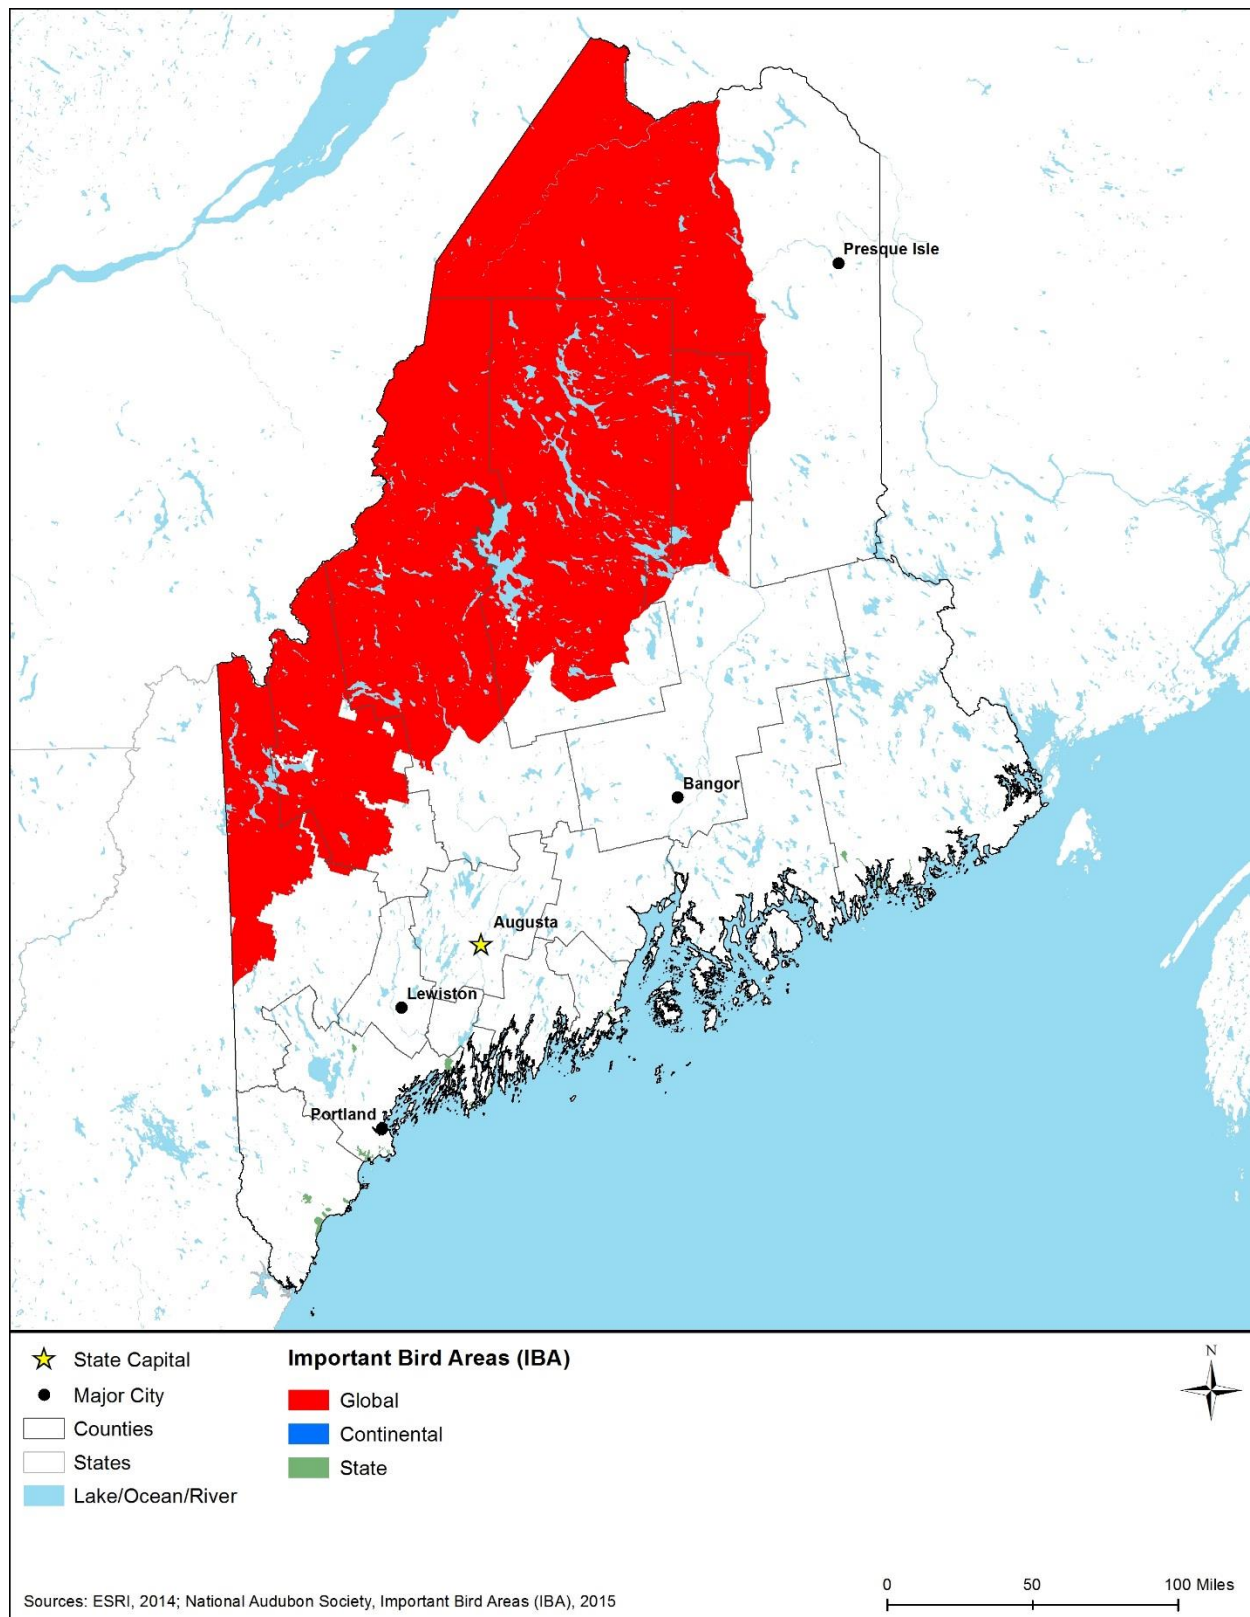 Presque Isle
Bangor
Augusta
Lewiston
Portland
State Capital
Major City
Counties
States
Lake/Ocean/River
Important Bird Areas (IBA)
Global
Continental
State
N
0 50 100 Miles
Sources: ESRI, 2014; National Audubon Society, Important Bird Areas (IBA), 2015